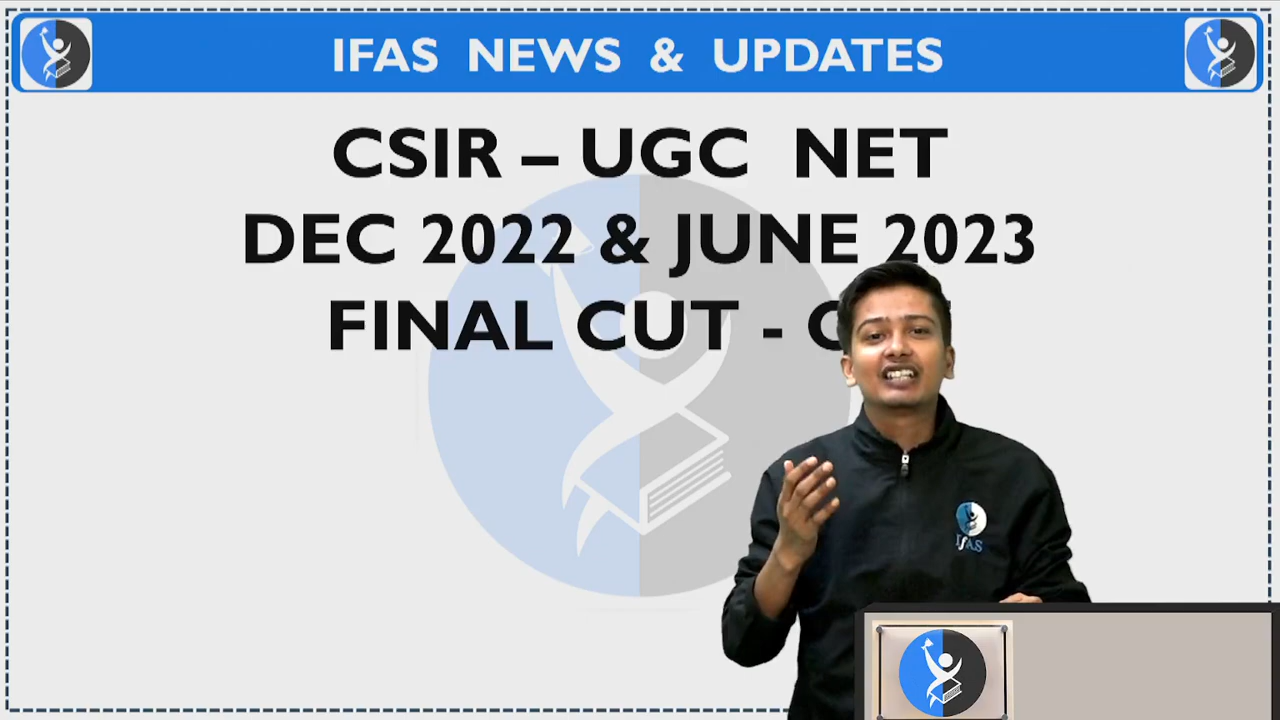 IFAS NEWS & UPDATES
CSIR – UGC NET
DEC 2022 & JUNE 2023
FINAL CUT -
IFAS